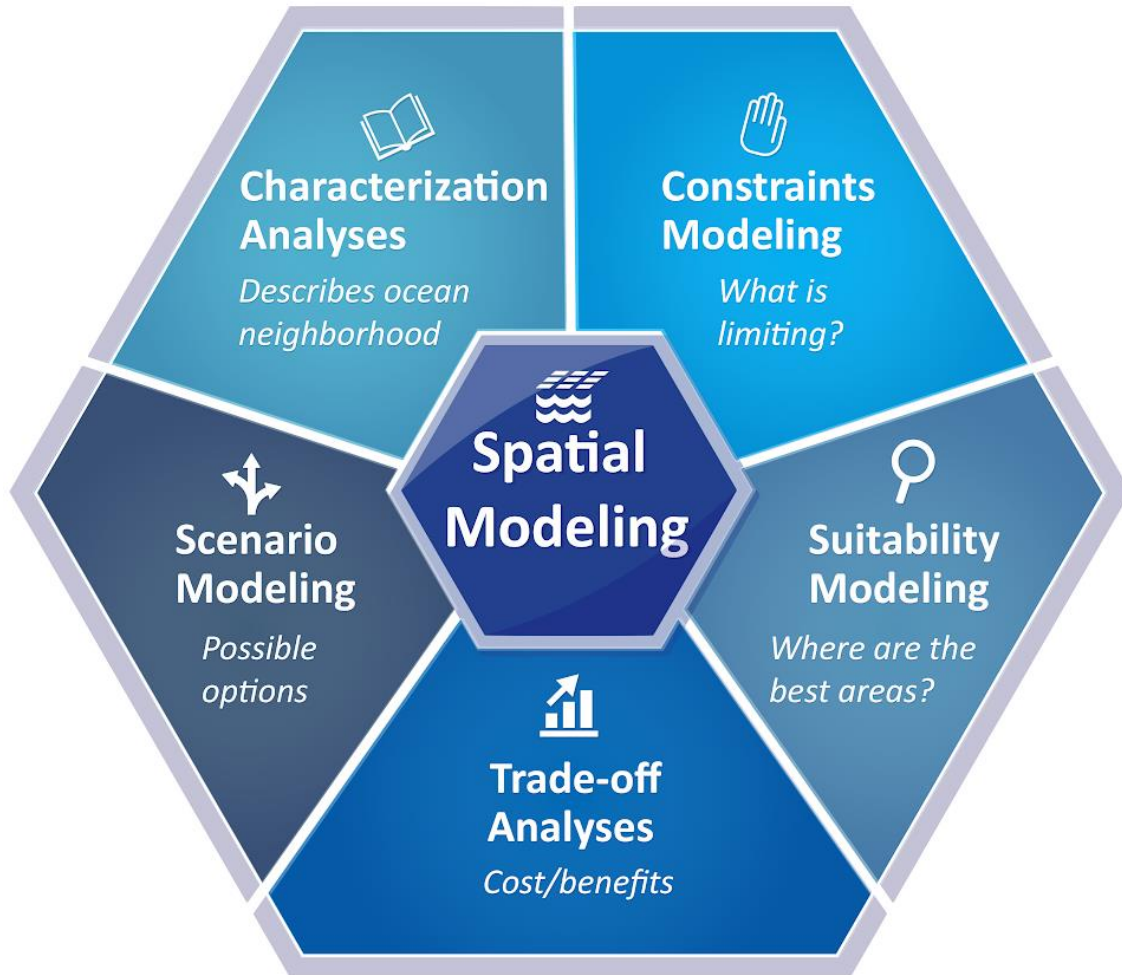 Characterization
Analyses
Describes ocean
neighborhood
Constraints
Modeling
What is
limiting?
Spatial
Modeling
Scenario
Modeling
Possible
options
Suitability
Modeling
Where are the
best areas?
Trade-off
Analyses
Cost/benefits